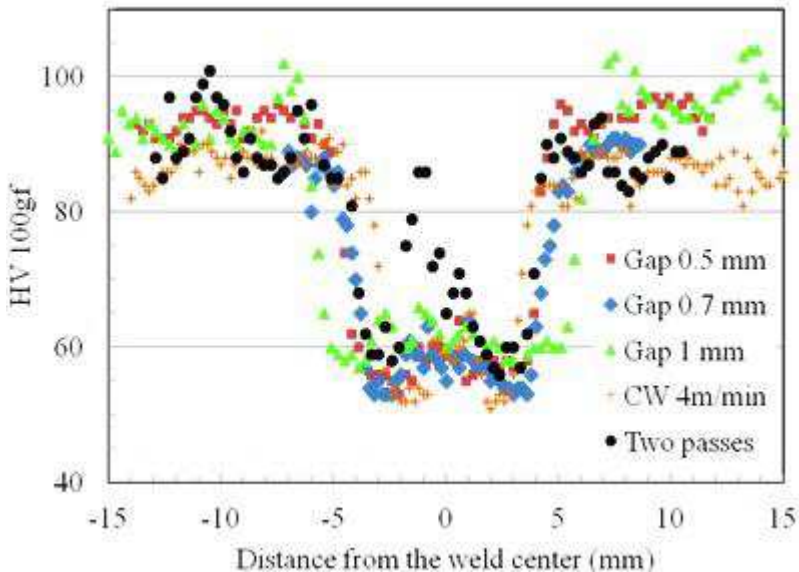 100
80
60
40
HV 100gf
Gap 0.5 mm
Gap 0.7 mm
Gap 1 mm
CW 4m/min
Two passes
-15 -10 -5 0 5 10 15
Distance from the weld center (mm)